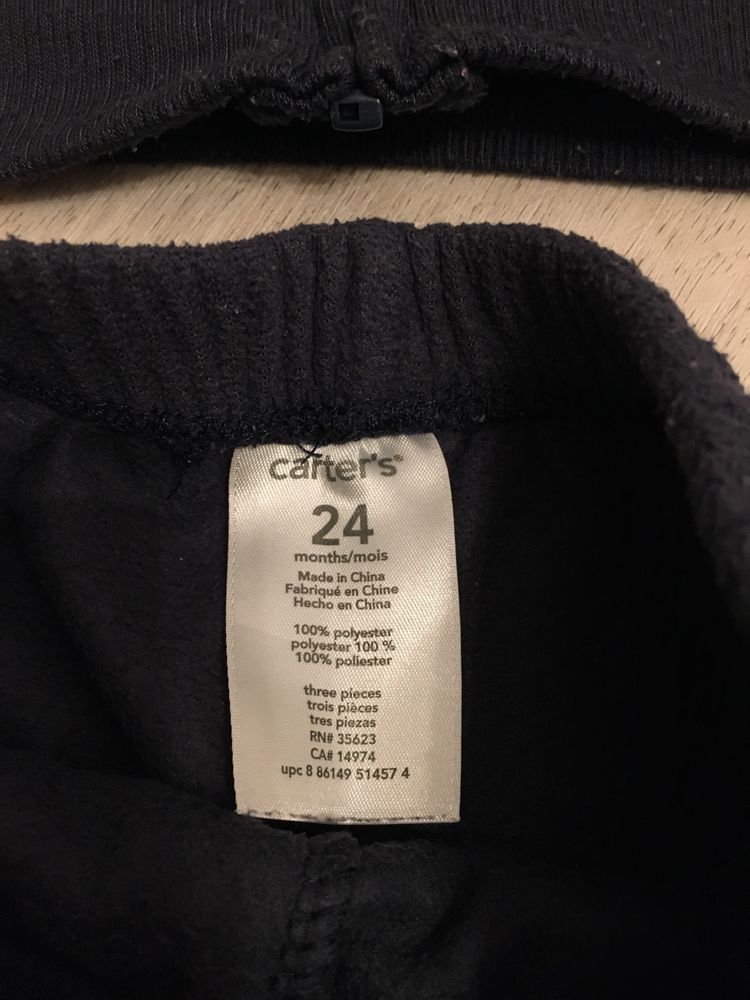 carter's®
24
months/mois
Made in China
Fabriqué en Chine
Hecho en China
100% polyester
polyester 100 %
100% poliester
three pieces
trois pièces
tres piezas
RN# 35623
CA# 14974
upc 8 86149 51457 4